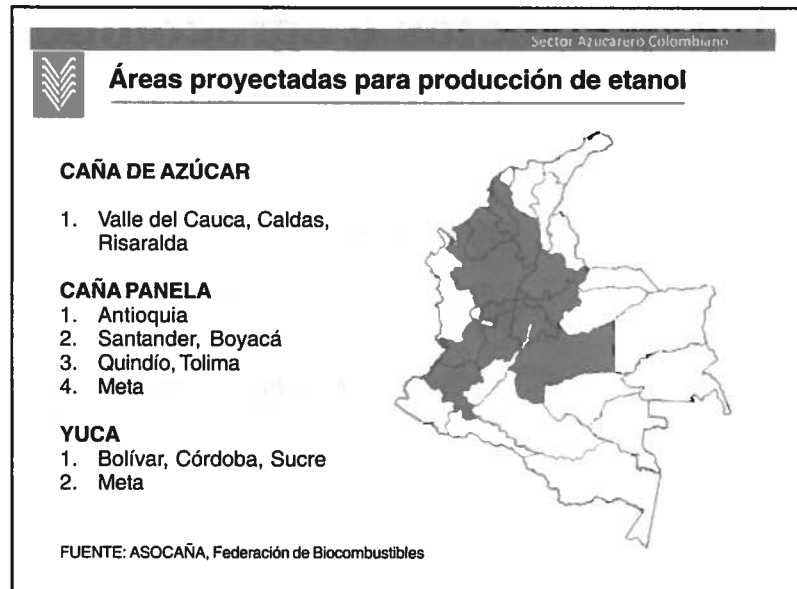 Sector Azucarero Colombiano
Áreas proyectadas para producción de etanol
CAÑA DE AZÚCAR
1. Valle del Cauca, Caldas,
Risaralda
CAÑA PANELA
1. Antioquia
2. Santander, Boyacá
3. Quindío, Tolima
4. Meta
YUCA
1. Bolívar, Córdoba, Sucre
2. Meta
FUENTE: ASOCAÑA, Federación de Biocombustibles